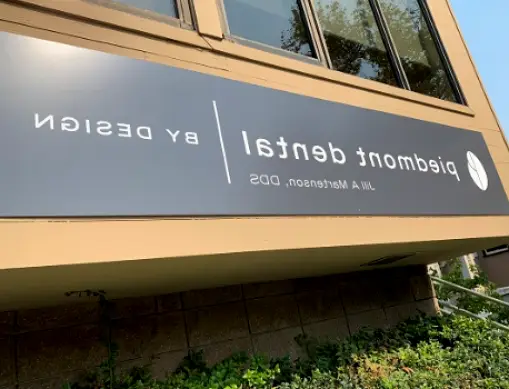 piedmont dental
Jill A Martenson, DDS
BY DESIGN